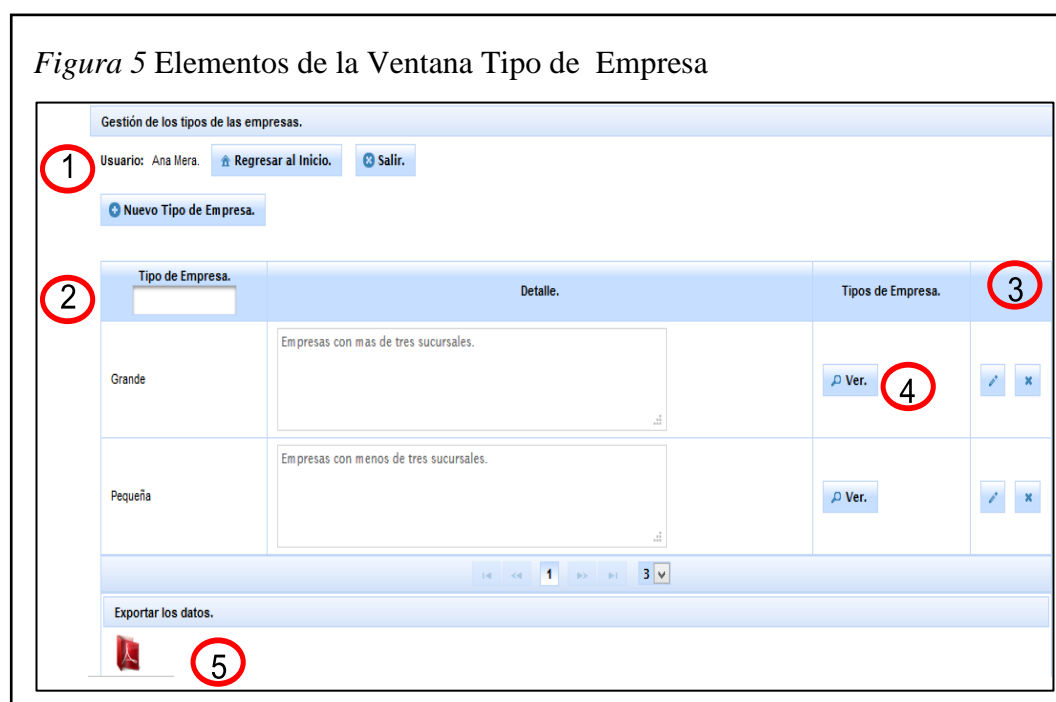 Figura 5 Elementos de la Ventana Tipo de Empresa
Gestión de los tipos de las empresas.
1 Usuario: Ana Mera. Regresar al Inicio. Salir.
Nuevo Tipo de Empresa.
2 Tipo de Empresa. Detalle. Tipos de Empresa. 3
Grande Empresas con mas de tres sucursales. Ver. 4
Pequeña Empresas con menos de tres sucursales. Ver.
1 3
Exportar los datos.
5